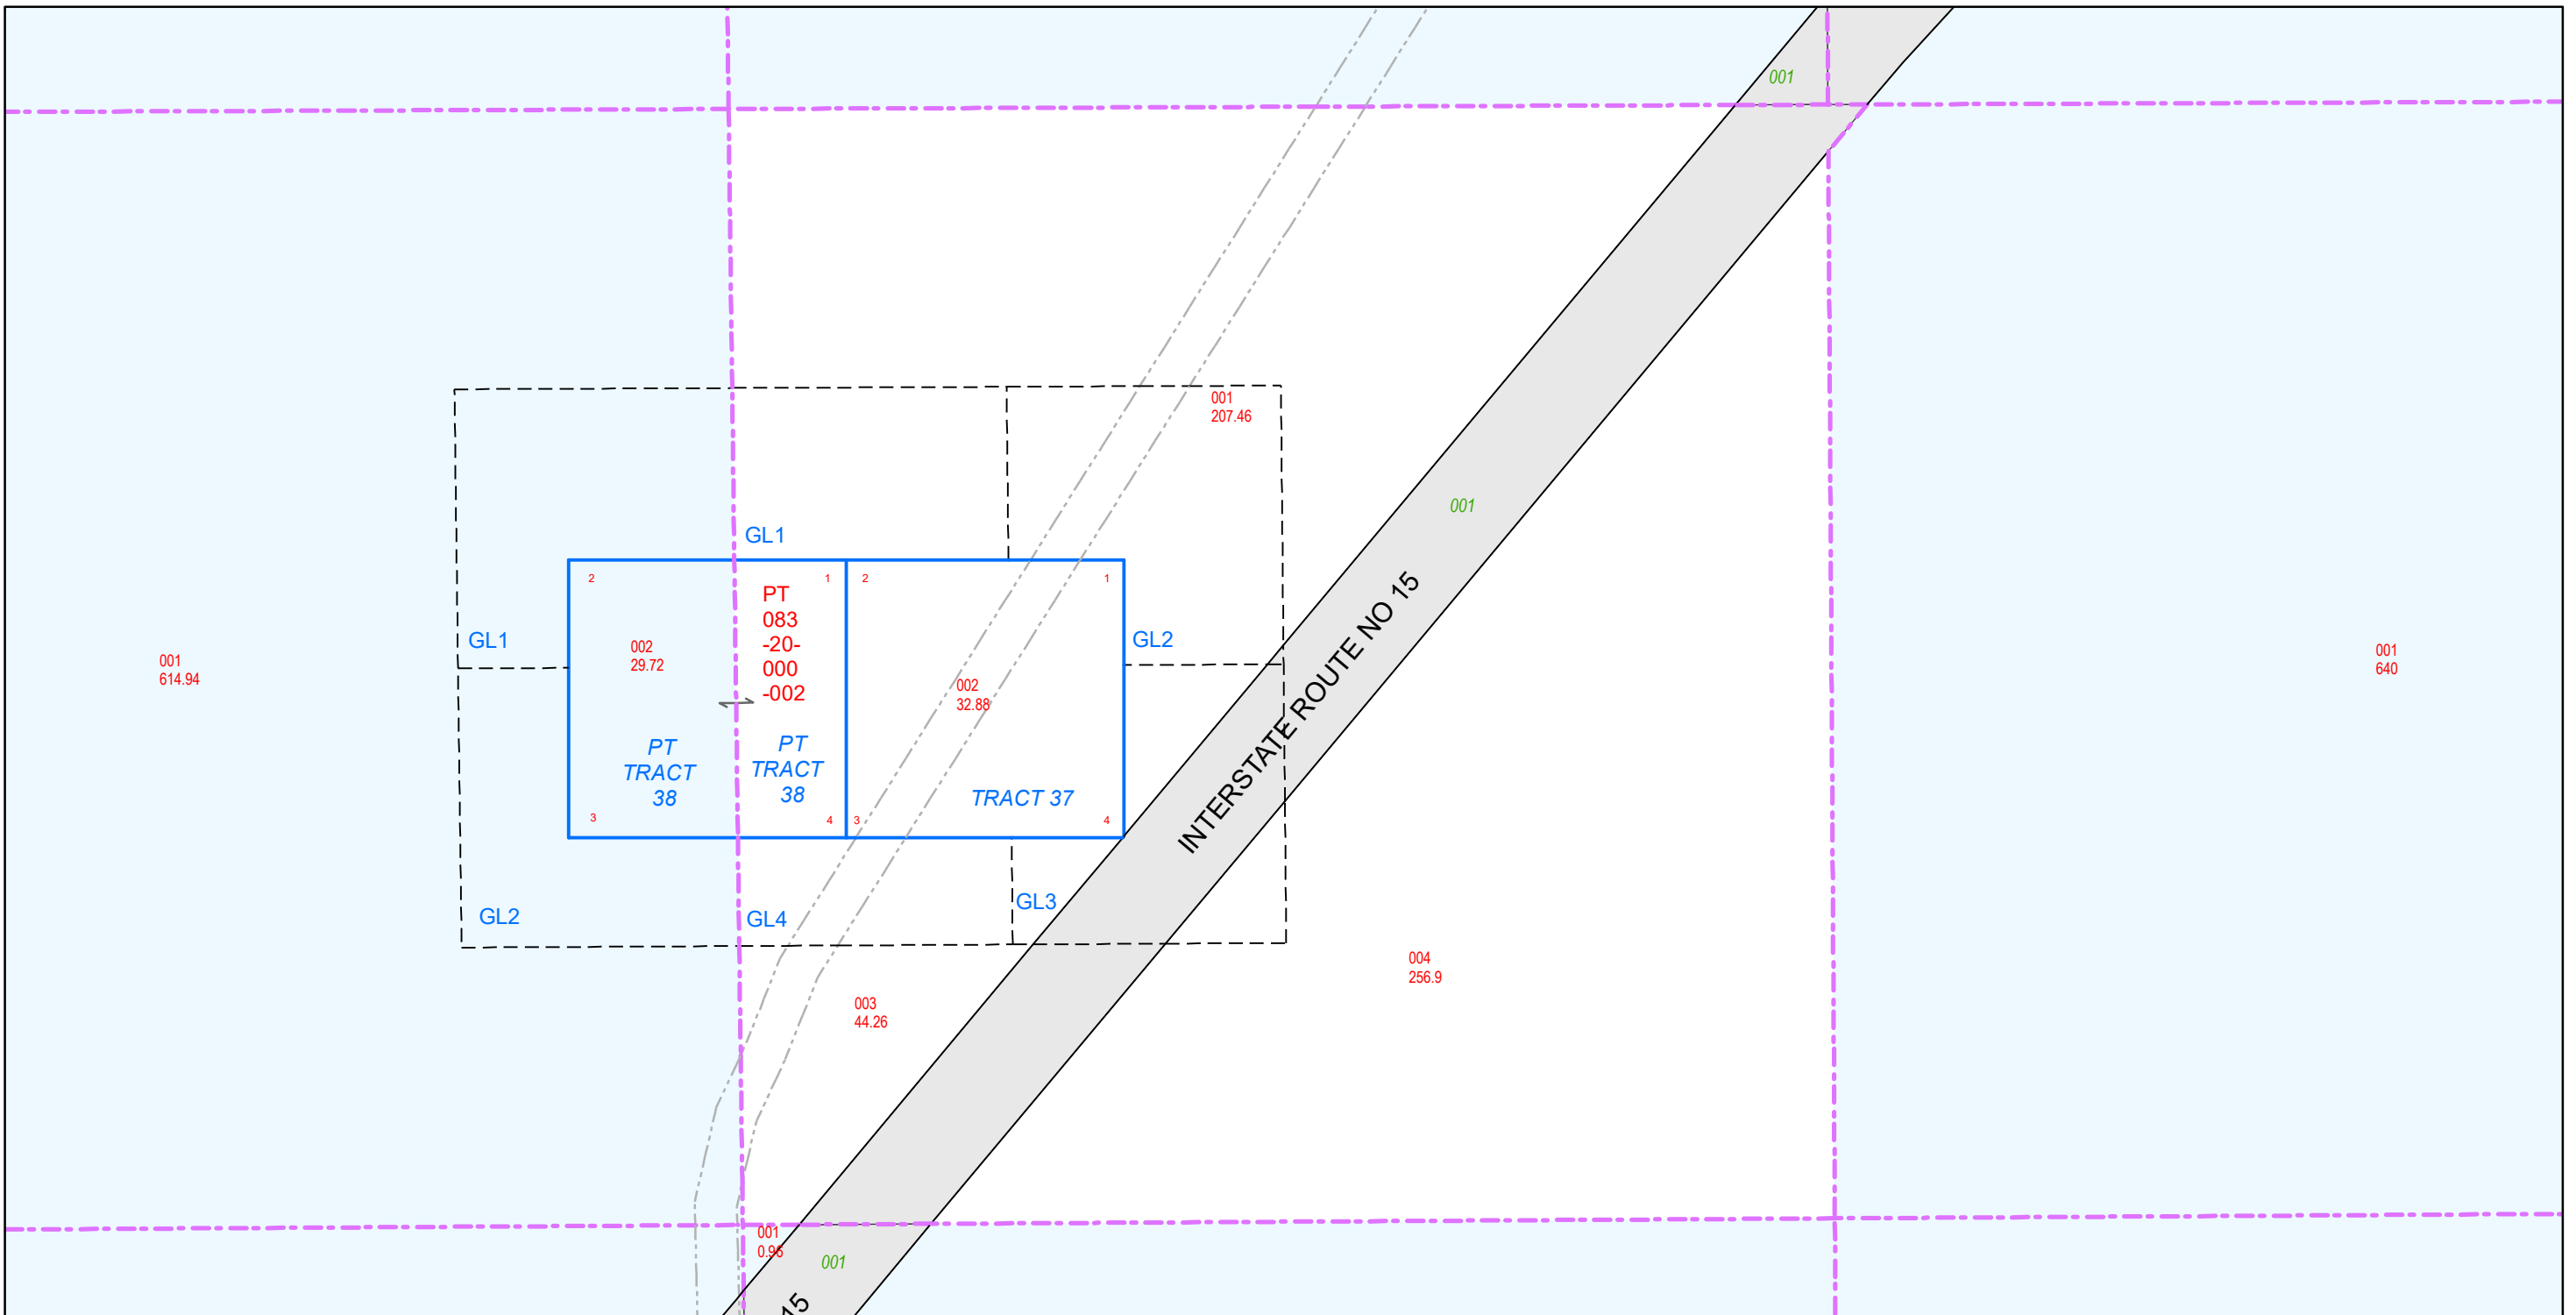 001
001
207.46
001
GL1
2
1
2
1
PT
083
-20-
000
-002
GL1
GL2
002
29.72
001
614.94
001
640
002
32.88
INTERSTATE ROUTE NO 15
PT
TRACT
38
PT
TRACT
38
TRACT 37
3
4
3
4
GL2
GL4
GL3
004
256.9
003
44.26
001
0.96
001
15